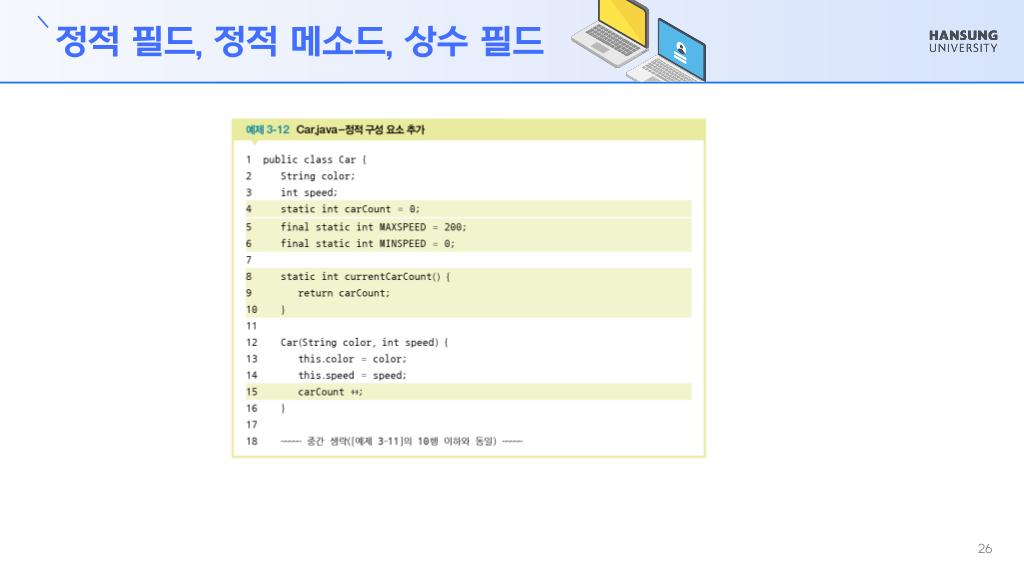 정적 필드, 정적 메소드, 상수 필드
HANSUNG
UNIVERSITY
예제 3-12 Car.java-정적 구성 요소 추가
1 public class Car {
2 String color;
3 int speed;
4 static int carCount = 0;
5 final static int MAXSPEED = 200;
6 final static int MINSPEED = 0;
7
8 static int currentCarCount() {
9 return carCount;
10 }
11
12 Car(String color, int speed) {
13 this.color = color;
14 this.speed = speed;
15 carCount ++;
16 }
17
18 ~~~~ 중간 생략([예제 3-11]의 10행 이하와 동일) ~~~~
26